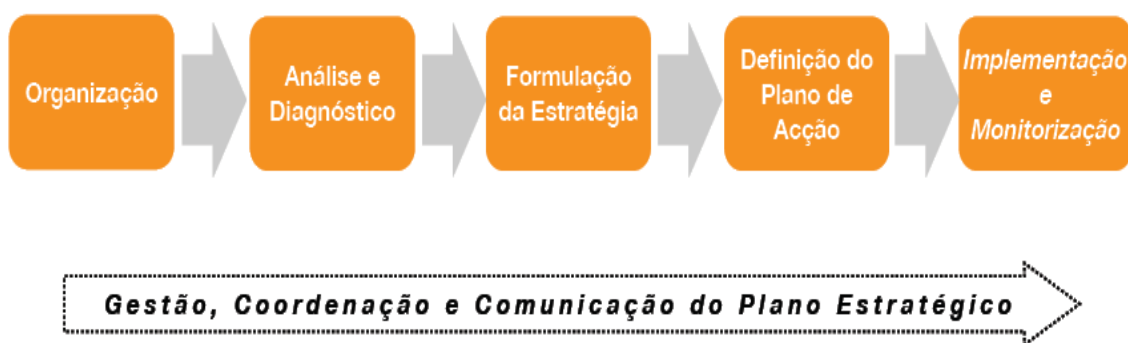 Organização
Análise e
Diagnóstico
Formulação
da Estratégia
Definição do
Plano de
Acção
Implementação
e
Monitorização
Gestão, Coordenação e Comunicação do Plano Estratégico